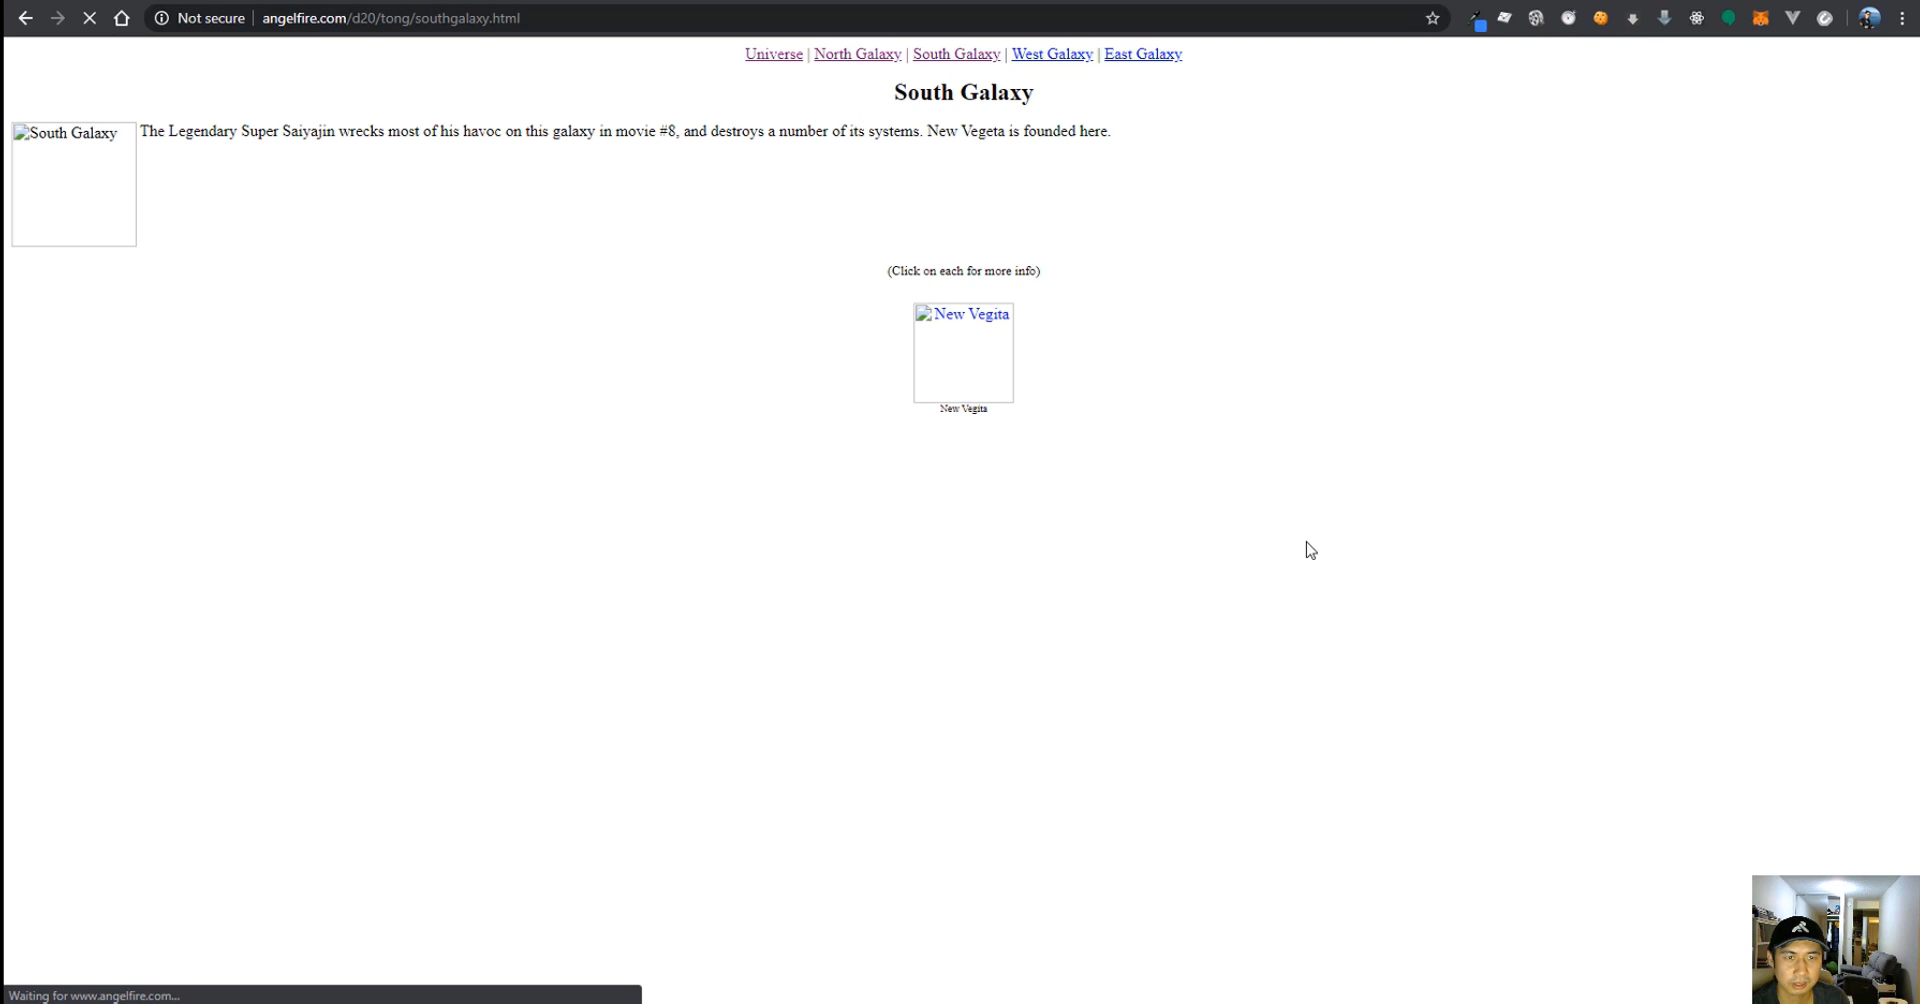 Not secure | angelfire.com/d20/tong/southgalaxy.html
Universe | North Galaxy | South Galaxy | West Galaxy | East Galaxy
South Galaxy
South Galaxy The Legendary Super Saiyajin wrecks most of his havoc on this galaxy in movie #8, and destroys a number of its systems. New Vegeta is founded here.
(Click on each for more info)
New Vegita
New Vegita
Waiting for www.angelfire.com...